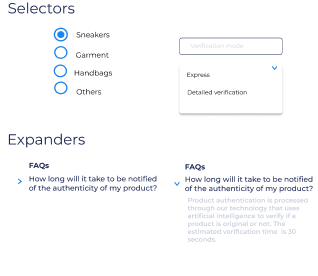 Selectors
Sneakers
Garment
Handbags
Others
Verification mode
Express
Detailed verification
Expanders
FAQs
How long will it take to be notified
of the authenticity of my product?
FAQs
How long will it take to be notified
of the authenticity of my product?
Product authentication is processed
through our technology that uses
artificial intelligence to verify if a
product is original or not. The
estimated verification time is 30
seconds.